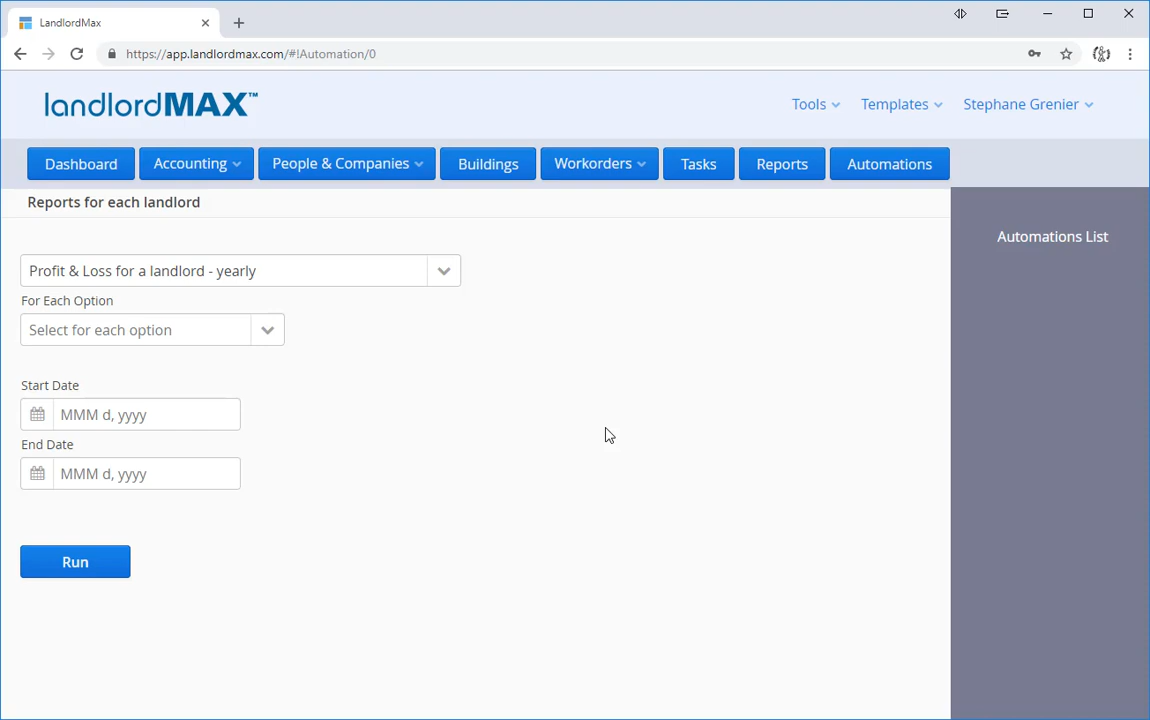 LandlordMax
https://app.landlordmax.com/#!Automation/0
landlordMAX™
Tools
Templates
Stephane Grenier
Dashboard
Accounting
People & Companies
Buildings
Workorders
Tasks
Reports
Automations
Reports for each landlord
Automations List
Profit & Loss for a landlord - yearly
For Each Option
Select for each option
Start Date
MMM d, yyyy
End Date
MMM d, yyyy
Run